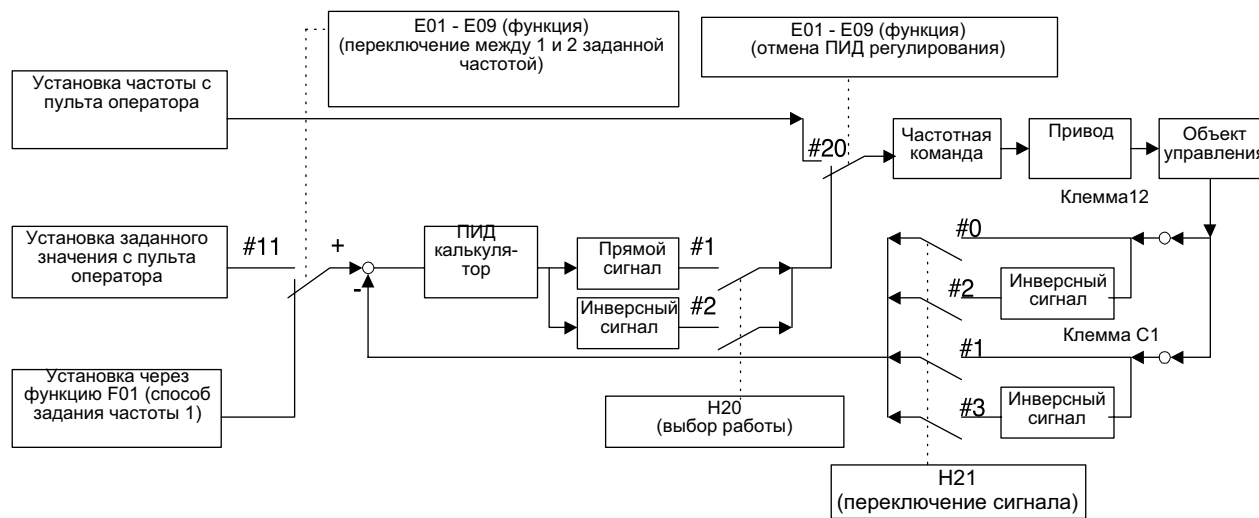 E01 - E09 (функция)
(переключение между 1 и 2 заданной
частотой)
E01 - E09 (функция)
(отмена ПИД регулирования)
Установка частоты с
пульта оператора
#20
Частотная
команда
Привод
Объект
управления
Клемма12
Установка заданного
значения с пульта
оператора
#11
+
-
ПИД
калькуля-
тор
Прямой
сигнал
#1
Инверсный
сигнал
#2
#0
#2
Инверсный
сигнал
Клемма C1
#1
#3
Инверсный
сигнал
Установка через
функцию F01 (способ
задания частоты 1)
H20
(выбор работы)
H21
(переключение сигнала)